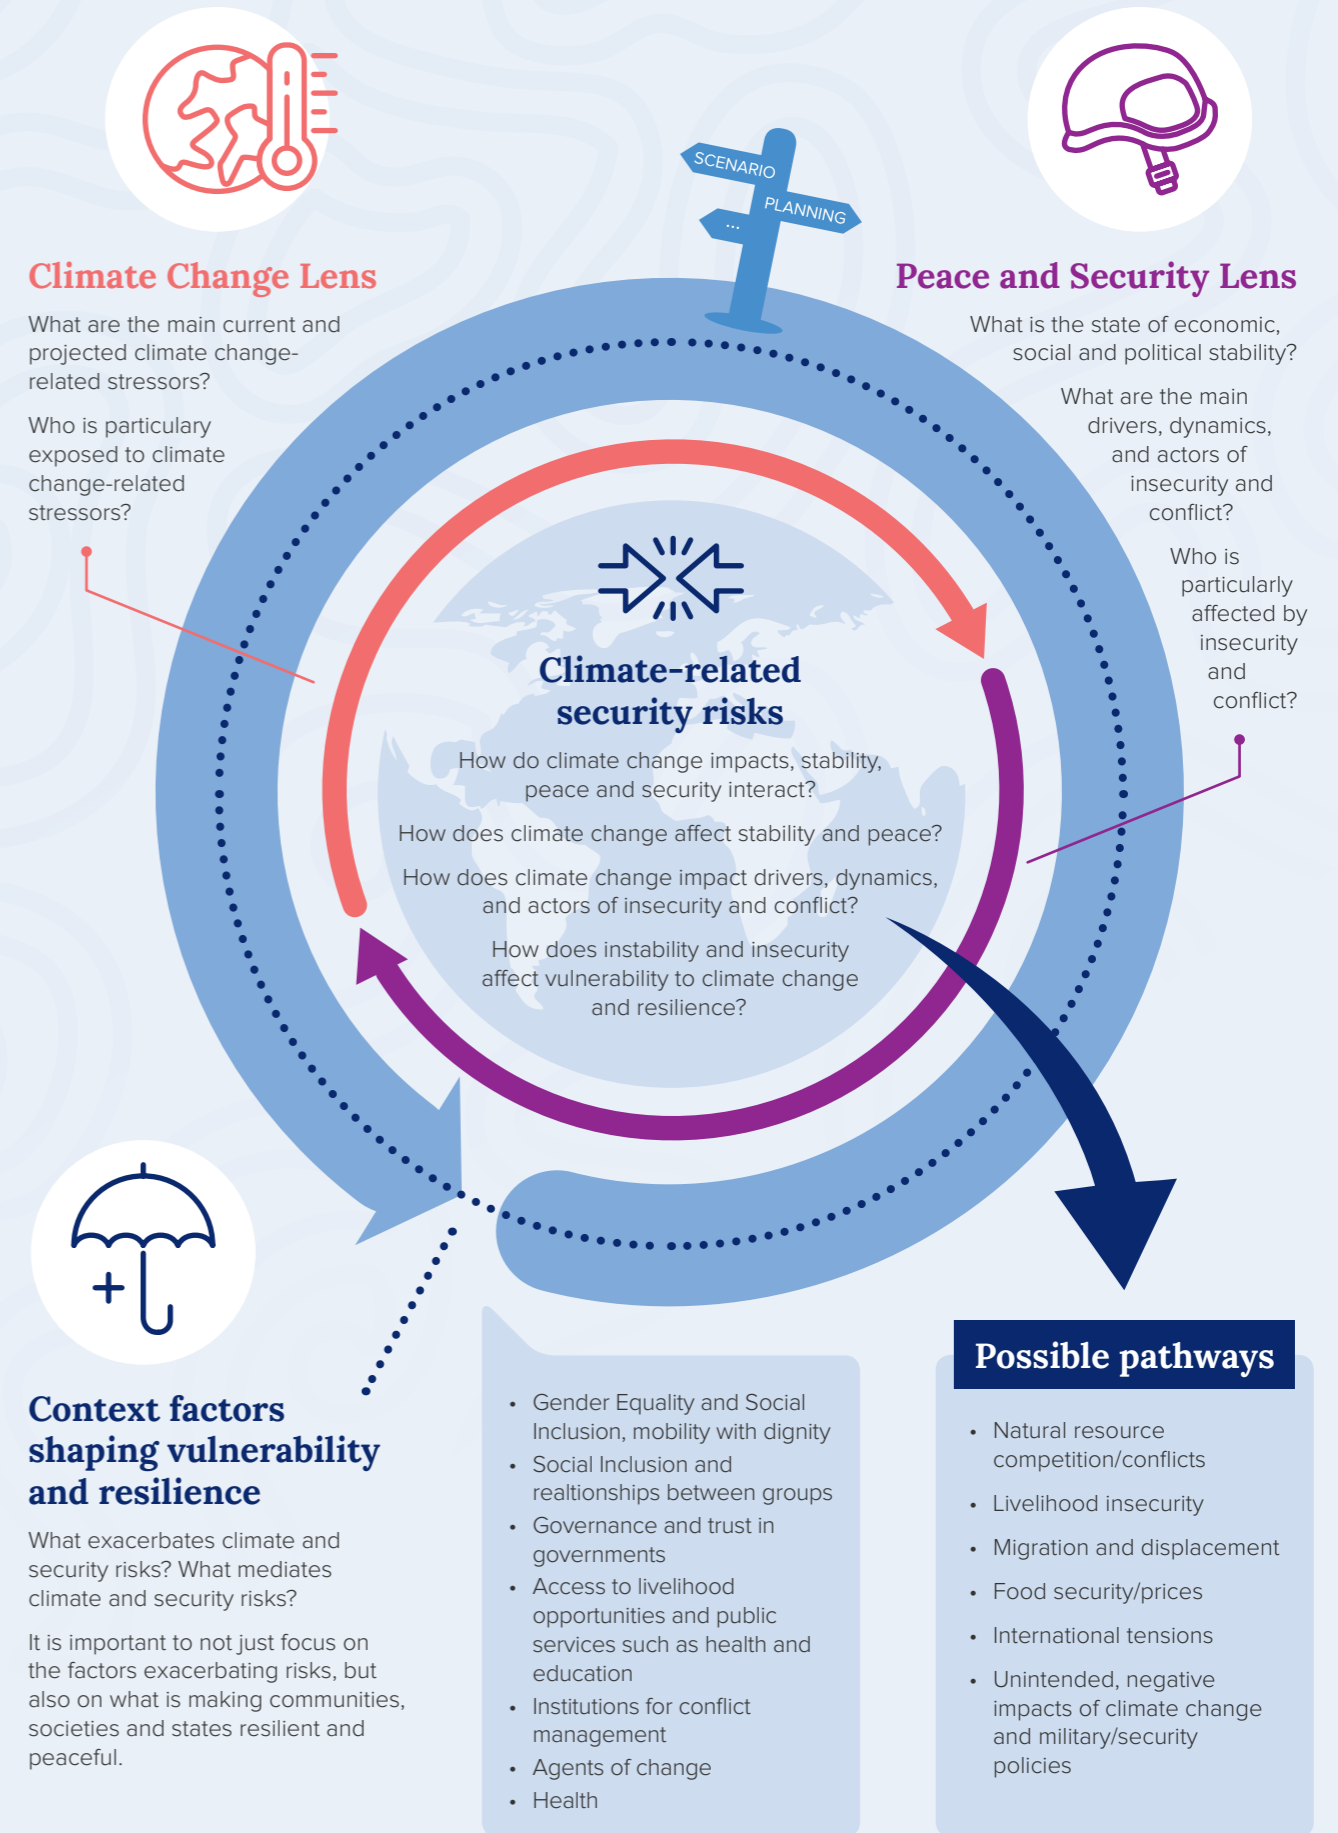 SCENARIO
PLANNING
...
Climate Change Lens
What are the main current and
projected climate change-
related stressors?
Who is particulary
exposed to climate
change-related
stressors?
Peace and Security Lens
What is the state of economic,
social and political stability?
What are the main
drivers, dynamics,
and actors of
insecurity and
conflict?
Who is
particularly
affected by
insecurity
and
conflict?
Climate-related
security risks
How do climate change impacts, stability,
peace and security interact?
How does climate change affect stability and peace?
How does climate change impact drivers, dynamics,
and actors of insecurity and conflict?
How does instability and insecurity
affect vulnerability to climate change
and resilience?
Context factors
shaping vulnerability
and resilience
What exacerbates climate and
security risks? What mediates
climate and security risks?
It is important to not just focus on
the factors exacerbating risks, but
also on what is making communities,
societies and states resilient and
peaceful.
• Gender Equality and Social
Inclusion, mobility with dignity
• Social Inclusion and
realtionships between groups
• Governance and trust in
governments
• Access to livelihood
opportunities and public
services such as health and
education
• Institutions for conflict
management
• Agents of change
• Health
Possible pathways
• Natural resource
competition/conflicts
• Livelihood insecurity
• Migration and displacement
• Food security/prices
• International tensions
• Unintended, negative
impacts of climate change
and military/security
policies